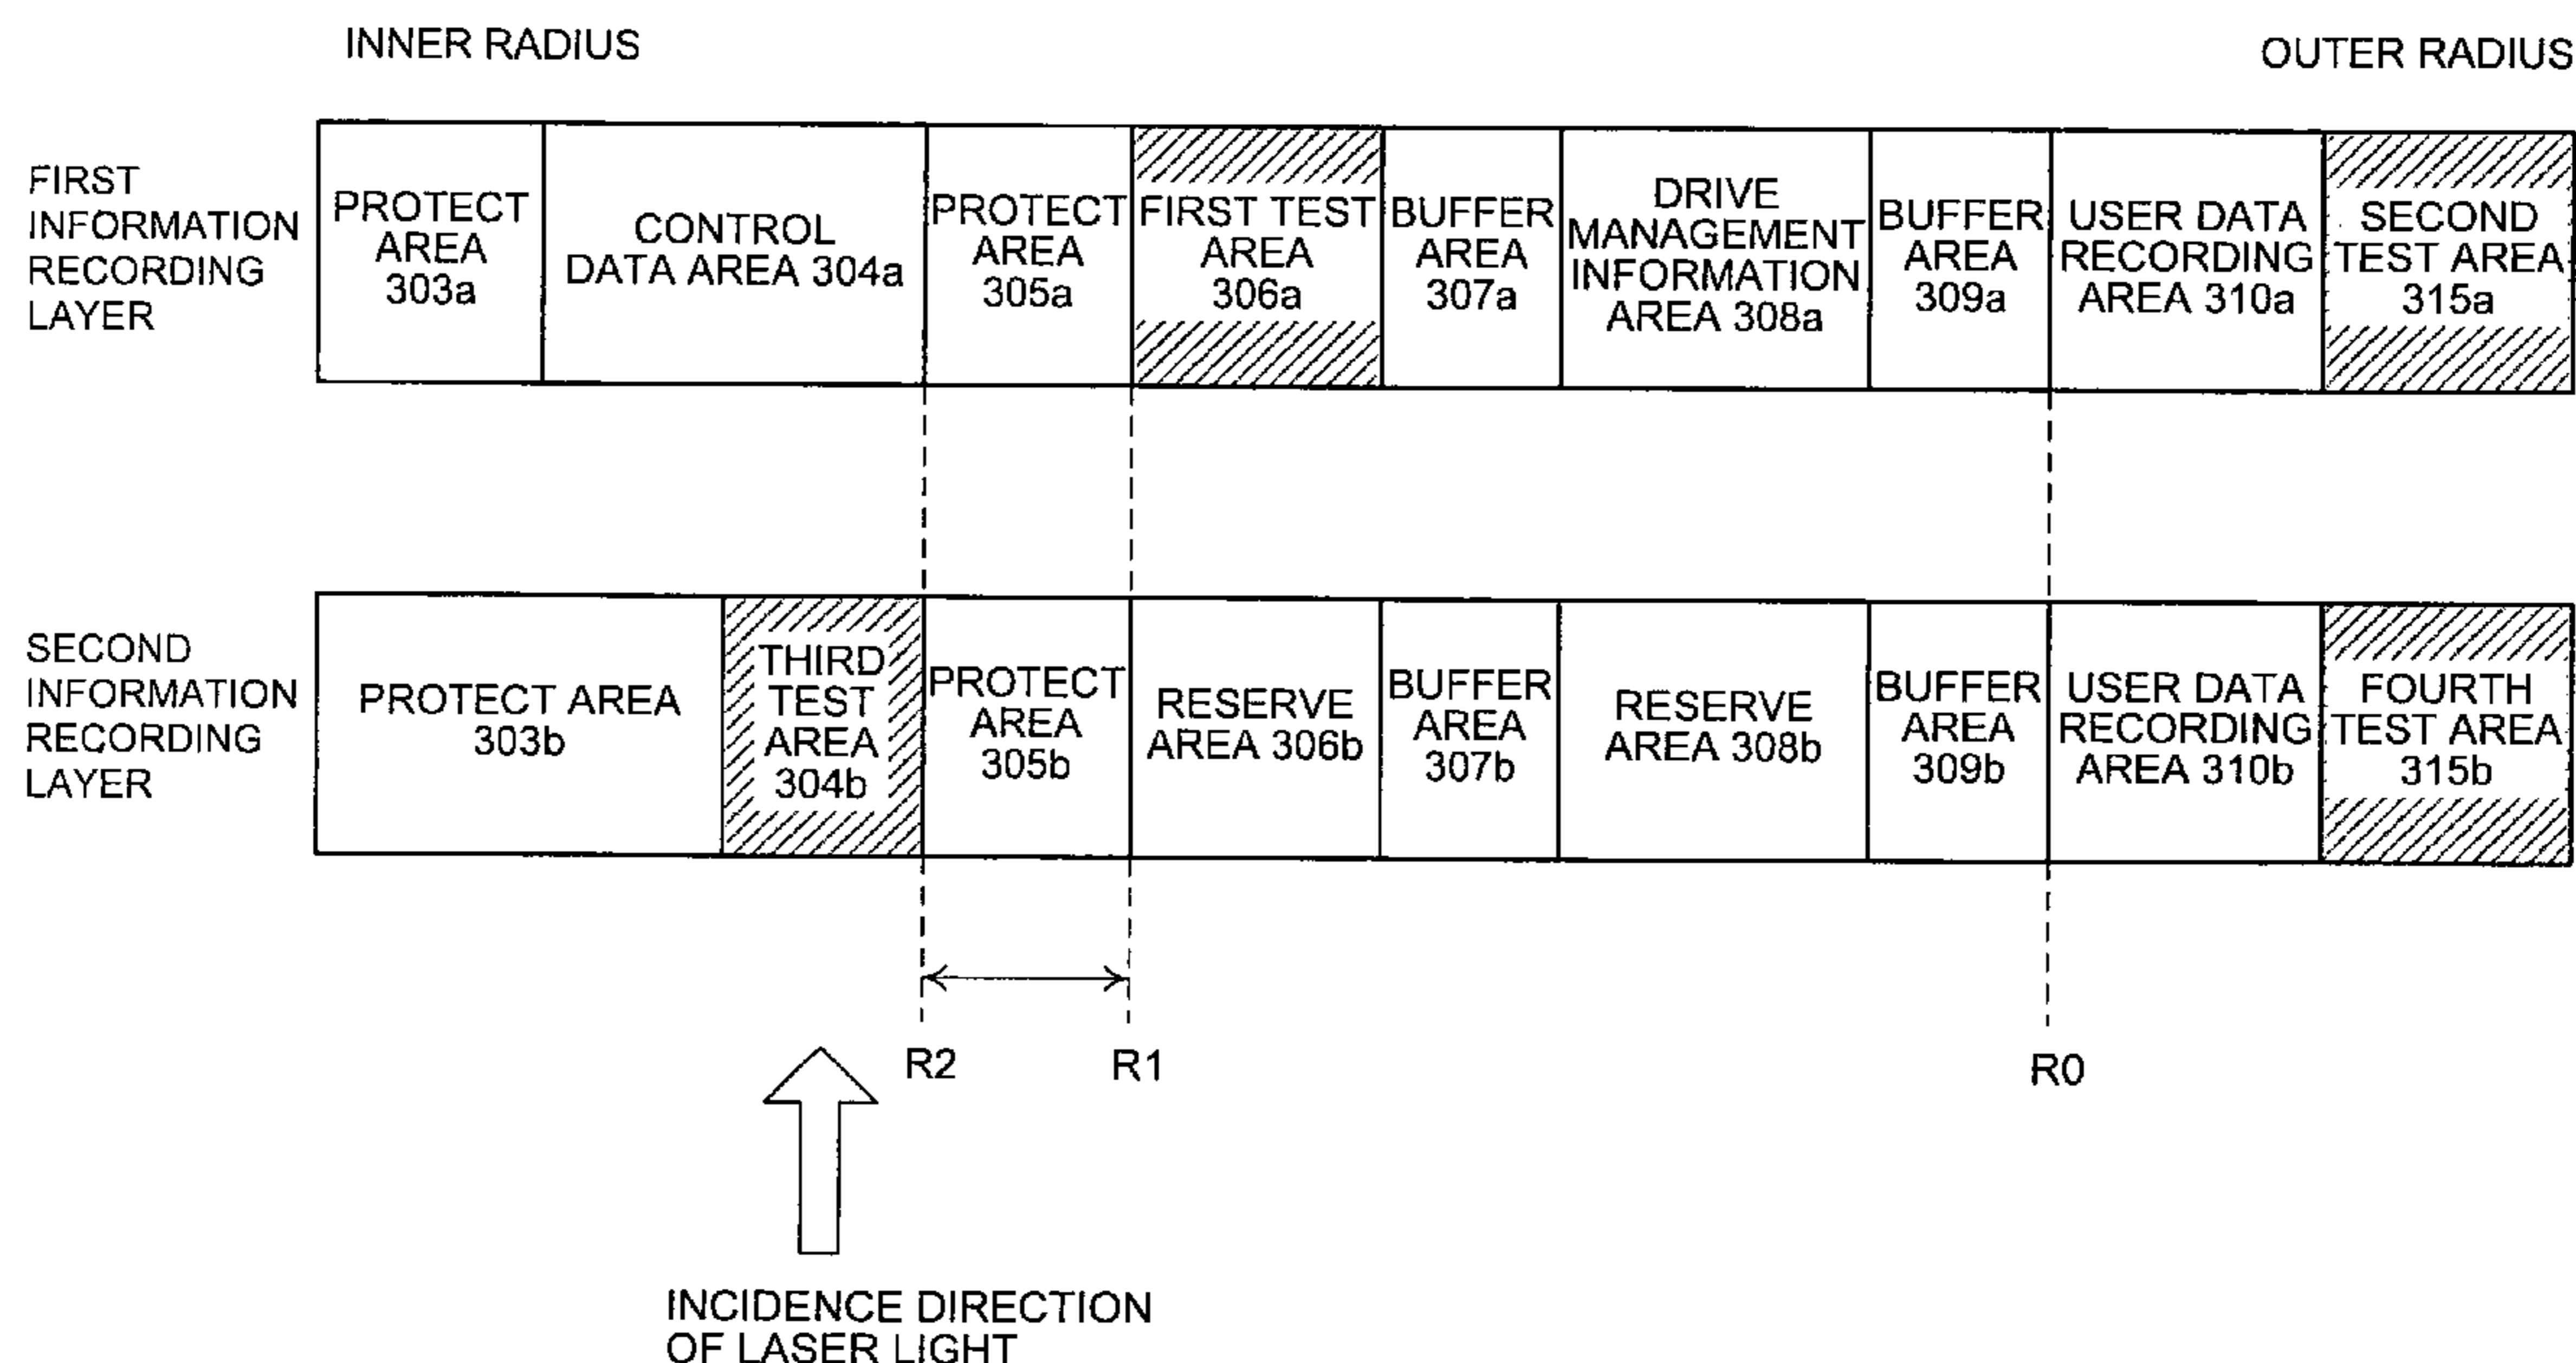 INNER RADIUS
OUTER RADIUS
FIRST
INFORMATION
RECORDING
LAYER
PROTECT
AREA
303a
CONTROL
DATA AREA 304a
PROTECT
AREA
305a
FIRST TEST
AREA
306a
BUFFER
AREA
307a
DRIVE
MANAGEMENT
INFORMATION
AREA 308a
BUFFER
AREA
309a
USER DATA
RECORDING
AREA 310a
SECOND
TEST AREA
315a
SECOND
INFORMATION
RECORDING
LAYER
PROTECT AREA
303b
THIRD
TEST
AREA
304b
PROTECT
AREA
305b
RESERVE
AREA 306b
BUFFER
AREA
307b
RESERVE
AREA 308b
BUFFER
AREA
309b
USER DATA
RECORDING
AREA 310b
FOURTH
TEST AREA
315b
R2
R1
R0
INCIDENCE DIRECTION
OF LASER LIGHT